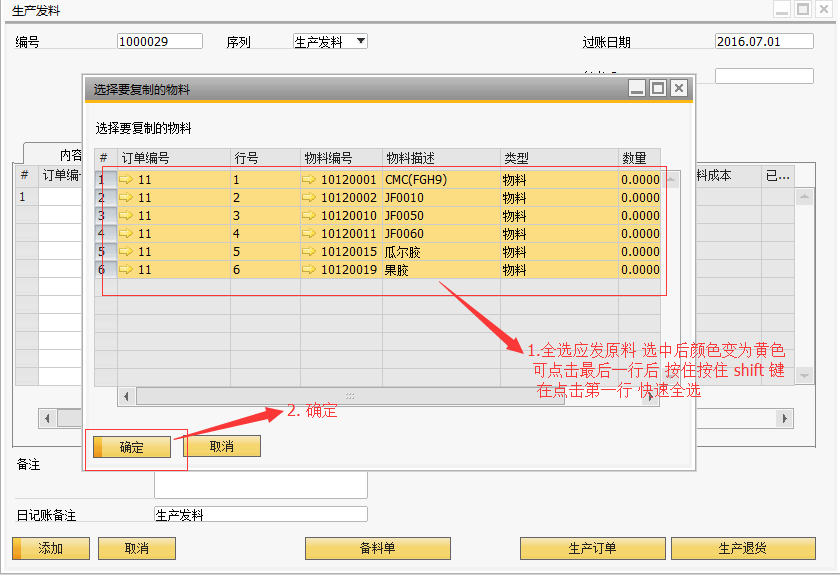 生产发料
编号 1000029 序列 生产发料 过账日期 2016.07.01
选择要复制的物料
选择要复制的物料
内容
# 订单编号 行号 物料编号 物料描述 类型 数量
1 11 1 10120001 CMC(FGH9) 物料 0.0000
2 11 2 10120002 JF0010 物料 0.0000
3 11 3 10120010 JF0050 物料 0.0000
4 11 4 10120011 JF0060 物料 0.0000
5 11 5 10120015 瓜尔胶 物料 0.0000
6 11 6 10120019 果胶 物料 0.0000
# 订单编 料成本 已...
1
1.全选应发原料 选中后颜色变为黄色
可点击最后一行后 按住按住 shift 键
在点击第一行 快速全选
2. 确定
确定 取消
备注
日记账备注 生产发料
添加 取消 备料单 生产订单 生产退货